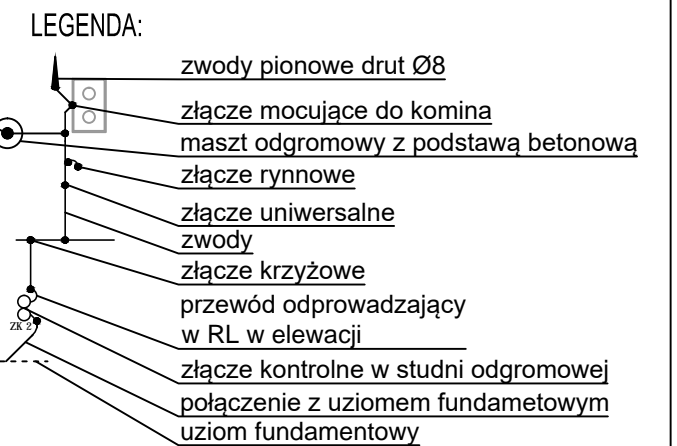 LEGENDA:
zwody pionowe drut Ø8
złącze mocujące do komina
maszt odgromowy z podstawą betonową
złącze rynnowe
złącze uniwersalne
zwody
złącze krzyżowe
przewód odprowadzający
w RL w elewacji
ZK 2
złącze kontrolne w studni odgromowej
połączenie z uziomem fundametowym
uziom fundamentowy